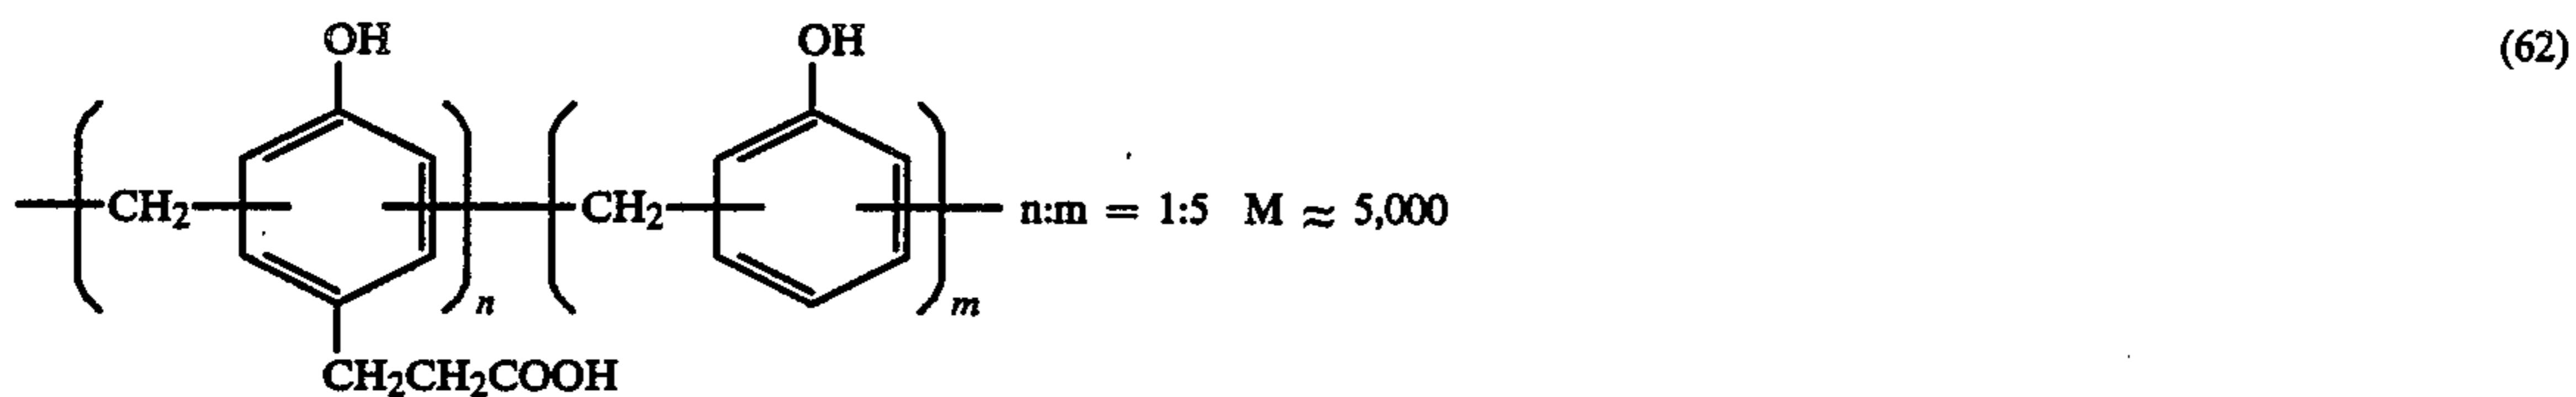 OH OH (62)
CH2 CH2 n:m = 1:5 M ≈ 5,000
n m
CH2CH2COOH